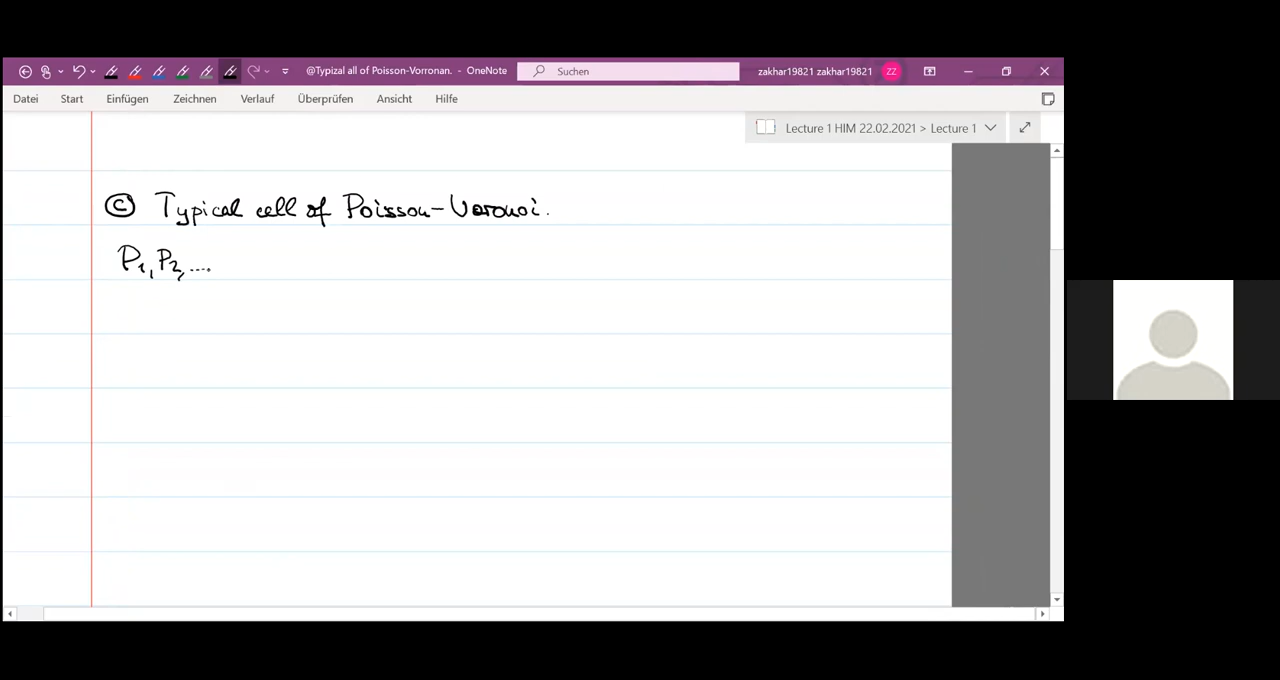 @Typizal all of Poisson-Vorronan. - OneNote
Suchen
zakhar19821 zakhar19821
ZZ
Datei Start Einfügen Zeichnen Verlauf Überprüfen Ansicht Hilfe
Lecture 1 HIM 22.02.2021 > Lecture 1
© Typical cell of Poisson-Voronoi.
P₁, P₂, ....